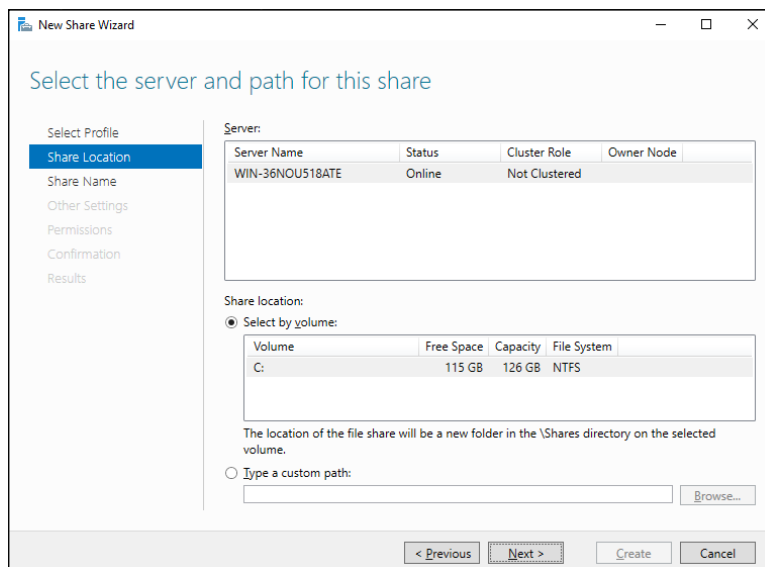 New Share Wizard
Select the server and path for this share
Select Profile
Share Location
Share Name
Other Settings
Permissions
Confirmation
Results
Server:
Server Name Status Cluster Role Owner Node
WIN-36NOU518ATE Online Not Clustered
Share location:
Select by volume:
Volume Free Space Capacity File System
C: 115 GB 126 GB NTFS
The location of the file share will be a new folder in the \Shares directory on the selected
volume.
Type a custom path:
Browse...
< Previous Next > Create Cancel